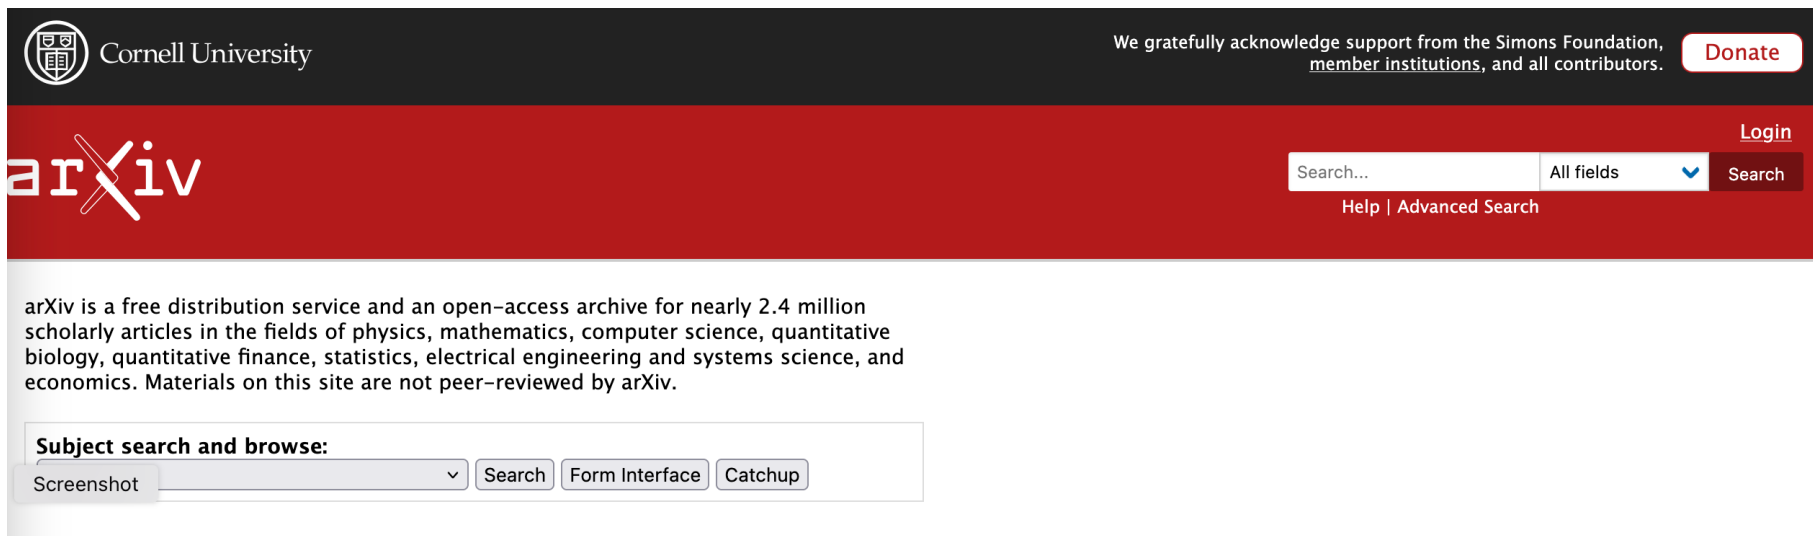 Cornell University
We gratefully acknowledge support from the Simons Foundation,
member institutions, and all contributors.
Donate
arXiv
Login
Search...
All fields
Search
Help | Advanced Search
arXiv is a free distribution service and an open-access archive for nearly 2.4 million
scholarly articles in the fields of physics, mathematics, computer science, quantitative
biology, quantitative finance, statistics, electrical engineering and systems science, and
economics. Materials on this site are not peer-reviewed by arXiv.
Subject search and browse:
Screenshot
Search
Form Interface
Catchup